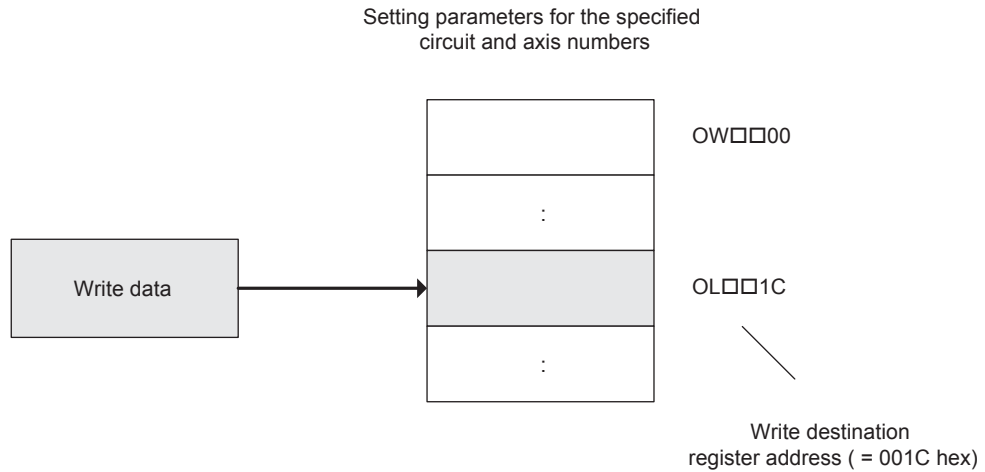 Setting parameters for the specified
circuit and axis numbers
OW□□00
:
Write data
OL□□1C
:
Write destination
register address ( = 001C hex)